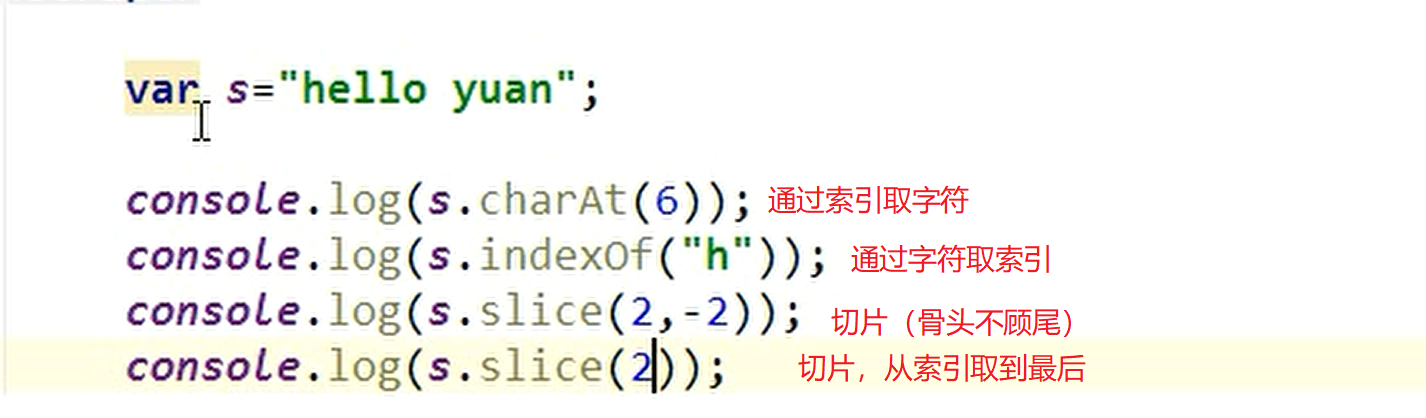 var s="hello yuan";
console.log(s.charAt(6)); 通过索引取字符
console.log(s.indexOf("h")); 通过字符取索引
console.log(s.slice(2,-2)); 切片（骨头不顾尾）
console.log(s.slice(2)); 切片，从索引取到最后